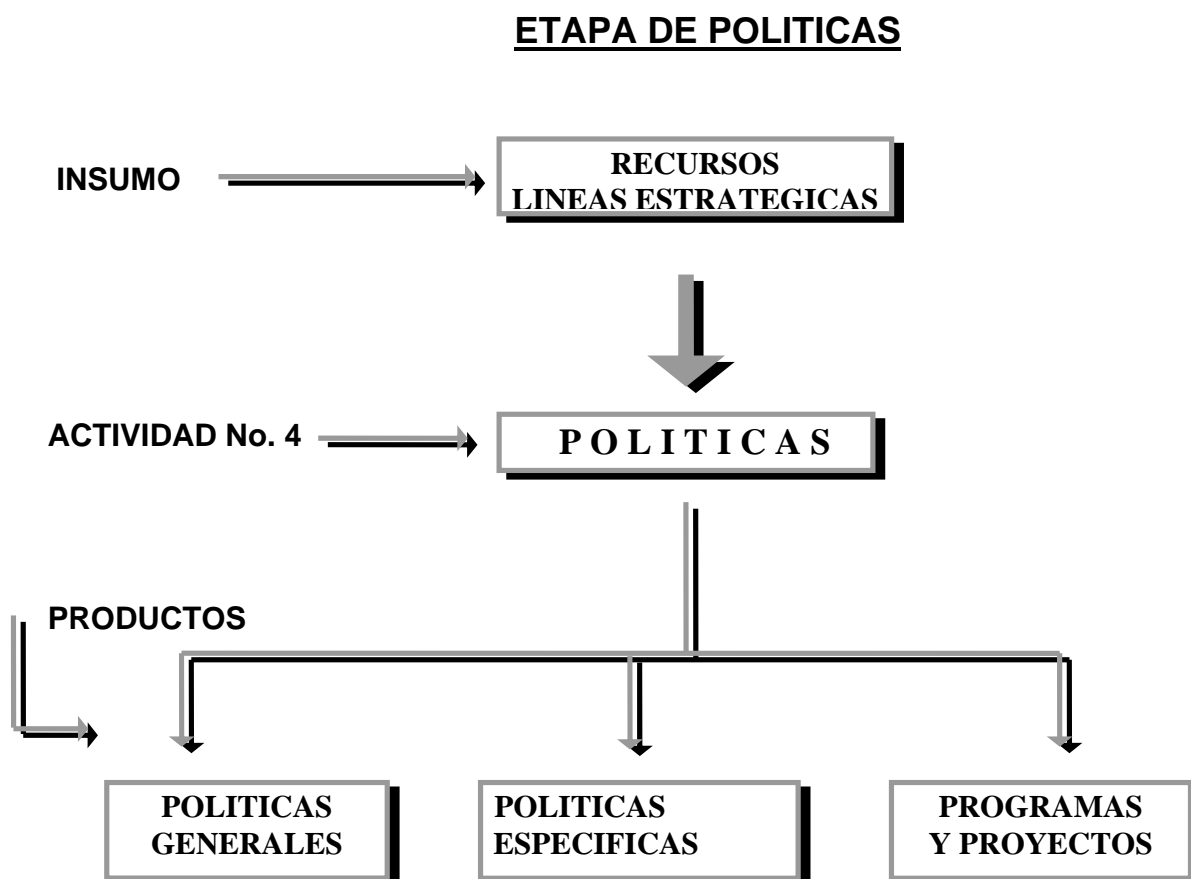 ETAPA DE POLITICAS
INSUMO
RECURSOS
LINEAS ESTRATEGICAS
ACTIVIDAD No. 4
P O L I T I C A S
PRODUCTOS
POLITICAS
GENERALES
POLITICAS
ESPECIFICAS
PROGRAMAS
Y PROYECTOS